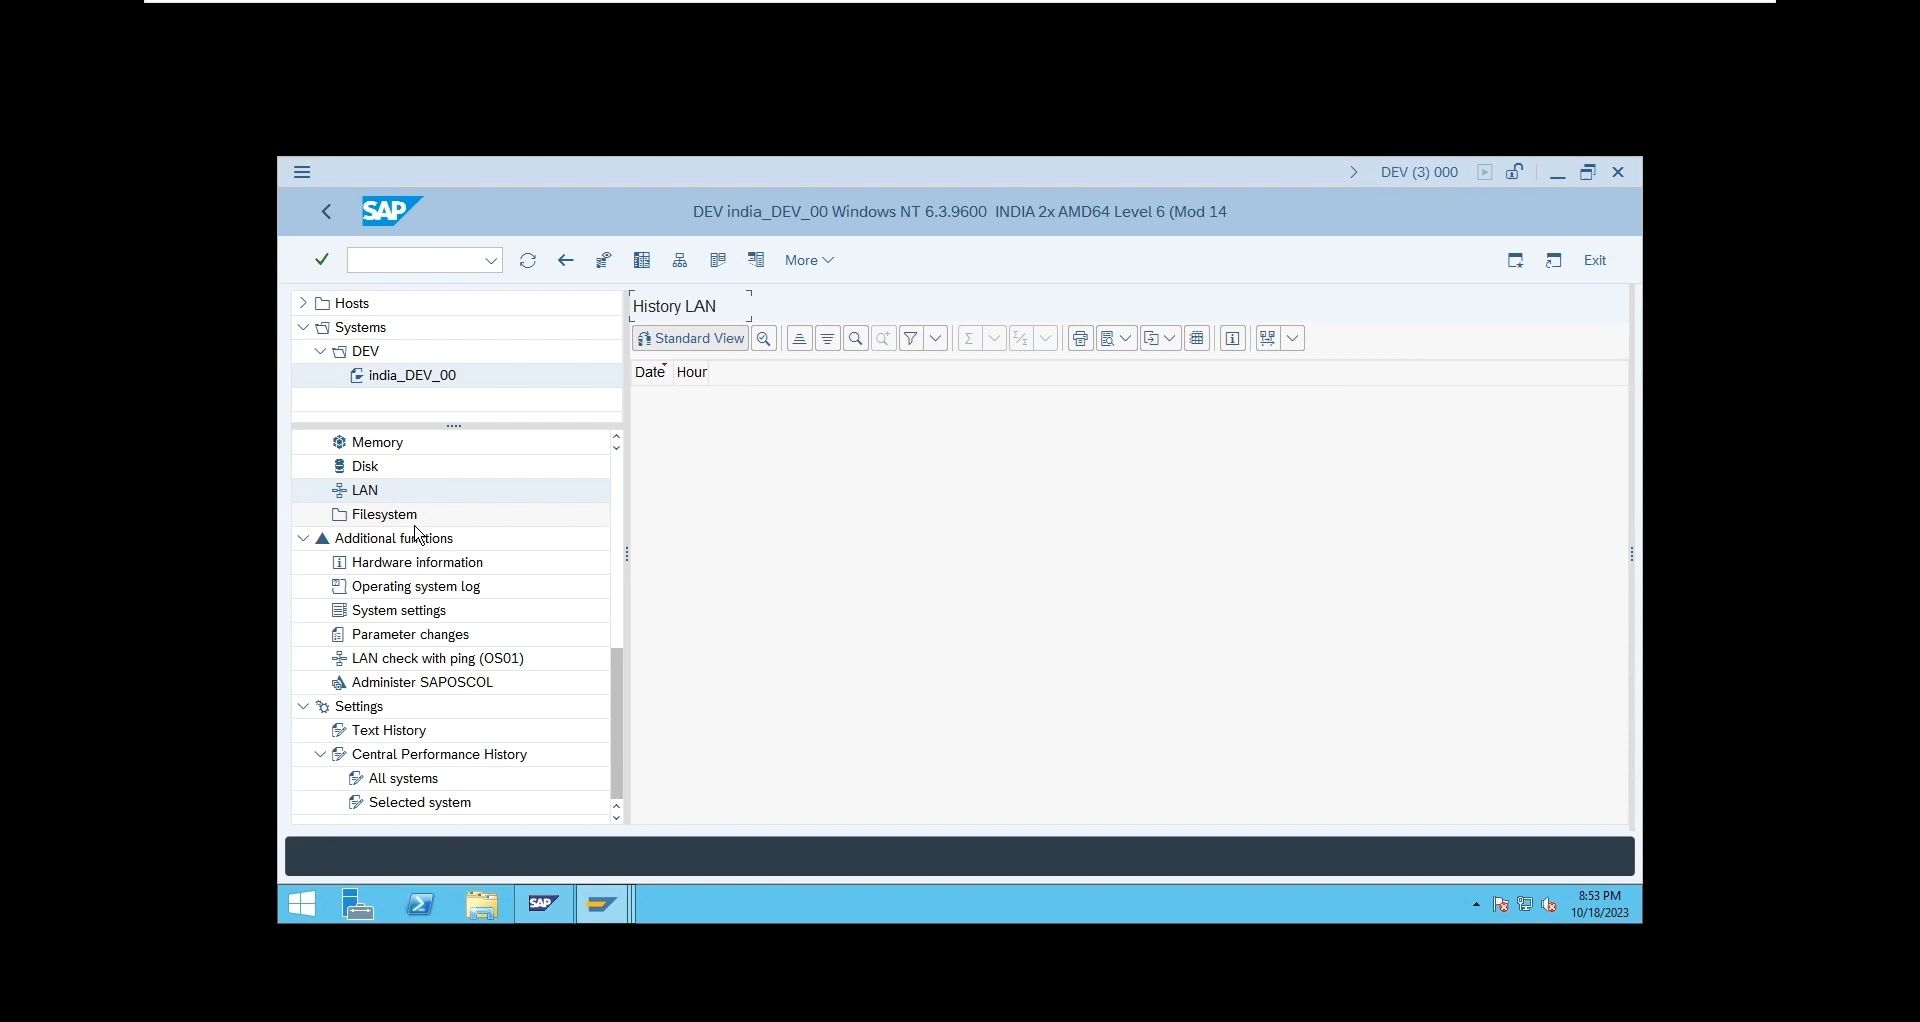 DEV (3) 000
SAP
DEV india_DEV_00 Windows NT 6.3.9600 INDIA 2x AMD64 Level 6 (Mod 14
More
Exit
Hosts
Systems
DEV
india_DEV_00
Memory
Disk
LAN
Filesystem
Additional functions
Hardware information
Operating system log
System settings
Parameter changes
LAN check with ping (OS01)
Administer SAPOSCOL
Settings
Text History
Central Performance History
All systems
Selected system
History LAN
Standard View
Date Hour
SAP
8:53 PM
10/18/2023